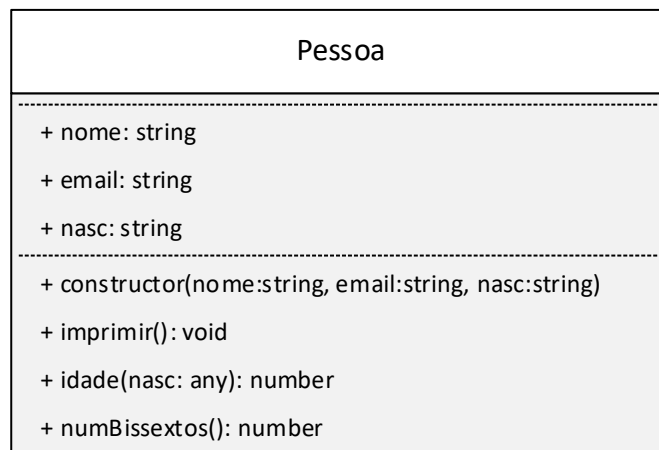 Pessoa
+ nome: string
+ email: string
+ nasc: string
+ constructor(nome:string, email:string, nasc:string)
+ imprimir(): void
+ idade(nasc: any): number
+ numBissextos(): number